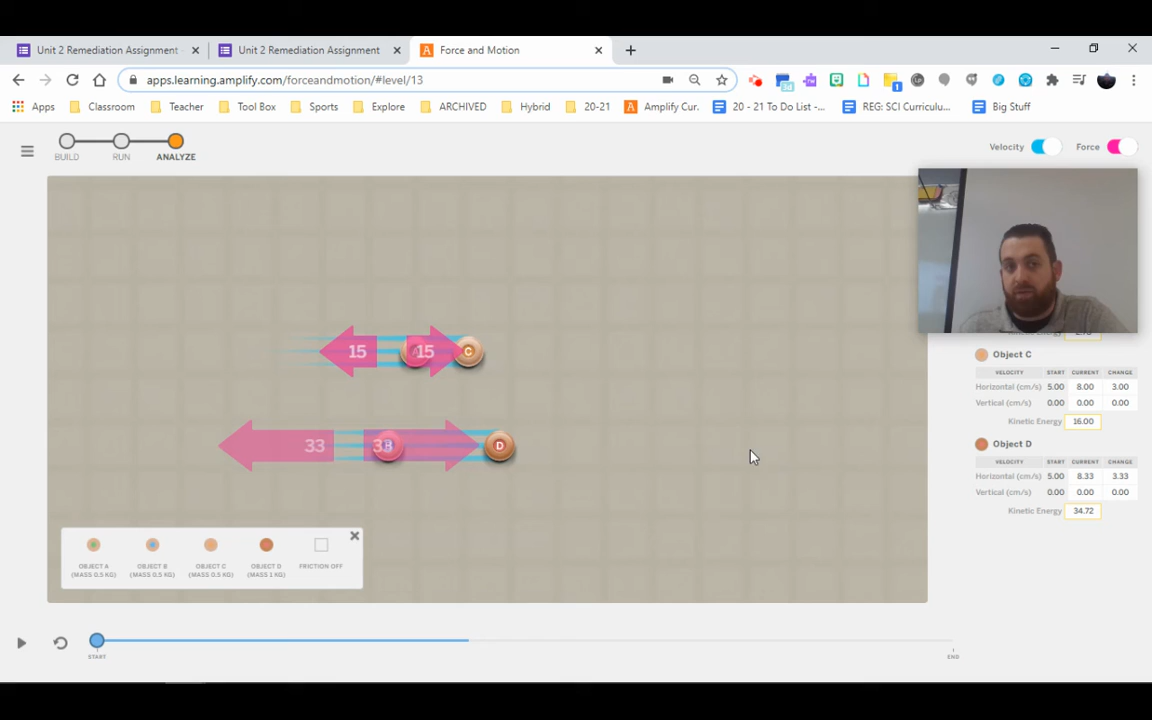 Unit 2 Remediation Assignment
Unit 2 Remediation Assignment
Force and Motion
apps.learning.amplify.com/forceandmotion/#level/13
Apps
Classroom
Teacher
Tool Box
Sports
Explore
ARCHIVED
Hybrid
20-21
Amplify Cur.
20 - 21 To Do List -...
REG: SCI Curriculu...
Big Stuff
BUILD
RUN
ANALYZE
Velocity
Force
15
15
C
33
33
B
D
Object C
VELOCITY START CURRENT CHANGE
Horizontal (cm/s) 5.00 8.00 3.00
Vertical (cm/s) 0.00 0.00 0.00
Kinetic Energy 16.00
Object D
VELOCITY START CURRENT CHANGE
Horizontal (cm/s) 5.00 8.33 3.33
Vertical (cm/s) 0.00 0.00 0.00
Kinetic Energy 34.72
OBJECT A
(MASS 0.5 KG)
OBJECT B
(MASS 0.5 KG)
OBJECT C
(MASS 0.5 KG)
OBJECT D
(MASS 1 KG)
FRICTION OFF
START
END